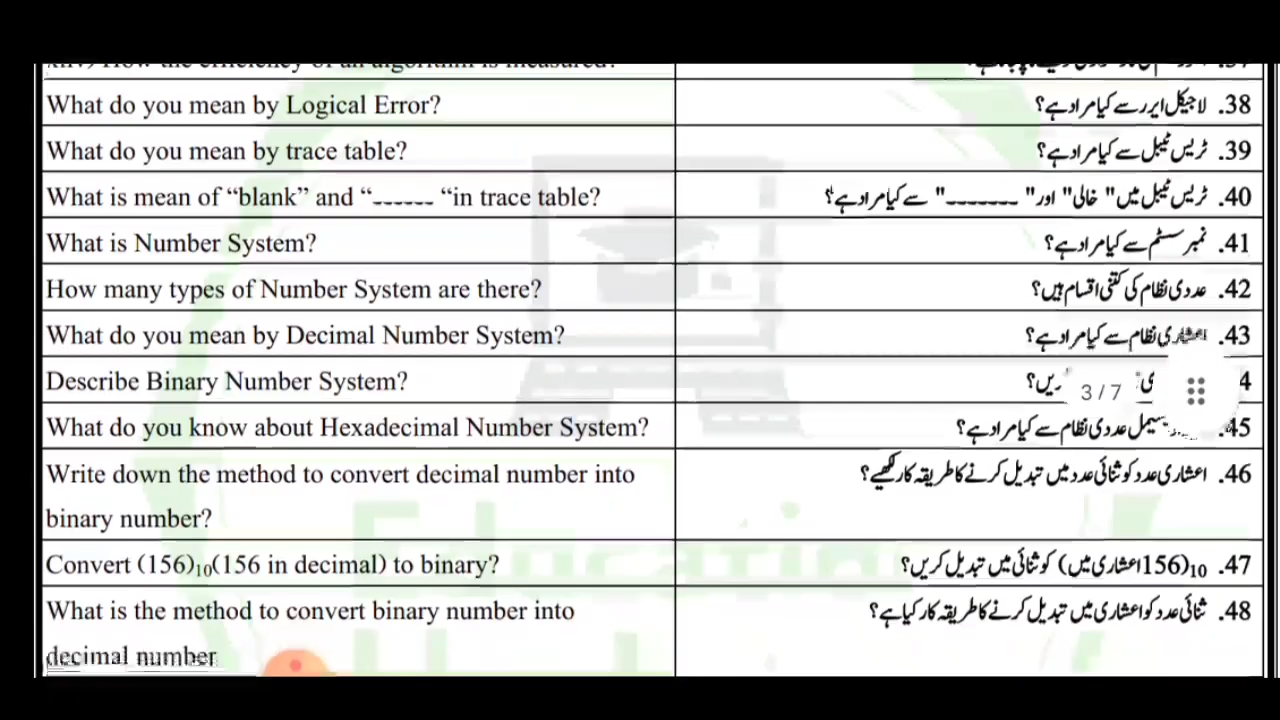 What do you mean by Logical Error?
38. لاجیکل ایرر سے کیا مراد ہے؟
What do you mean by trace table?
39. ٹریس ٹیبل سے کیا مراد ہے؟
What is mean of “blank” and “------ “in trace table?
40. ٹریس ٹیبل میں" خالی" اور" ------- " سے کیا مراد ہے؟
What is Number System?
41. نمبر سسٹم سے کیا مراد ہے؟
How many types of Number System are there?
42. عددی نظام کی کتنی اقسام ہیں؟
What do you mean by Decimal Number System?
43. اعشاری نظام سے کیا مراد ہے؟
Describe Binary Number System?
3 / 7
What do you know about Hexadecimal Number System?
45. عددی نظام سے کیا مراد ہے؟
Write down the method to convert decimal number into
46. اعشاری عدد کو ثنائی عدد میں تبدیل کرنے کا طریقہ کار لکھیے؟
binary number?
Convert (156)₁₀(156 in decimal) to binary?
47. ₁₀(156اعشاری میں) کو ثنائی میں تبدیل کریں؟
What is the method to convert binary number into
48. ثنائی عدد کو اعشاری میں تبدیل کرنے کا طریقہ کار کیا ہے؟
decimal number